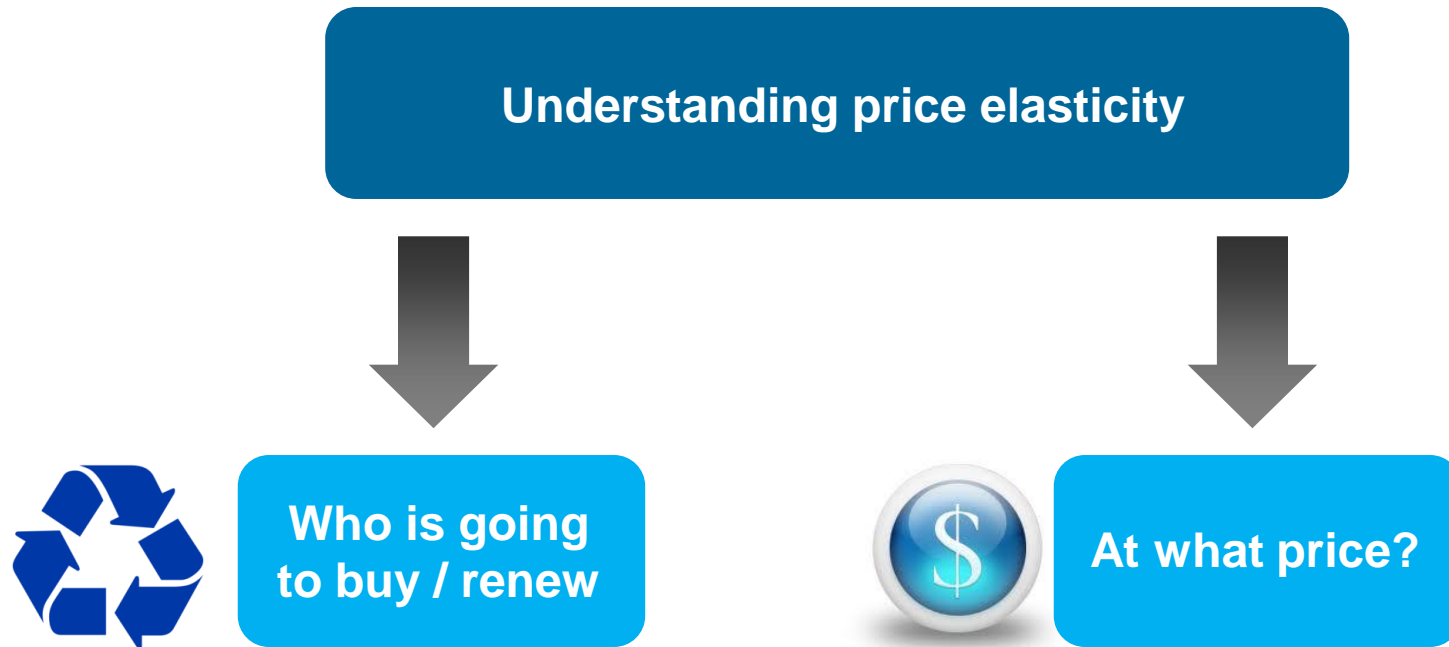 Understanding price elasticity
Who is going
to buy / renew
$
At what price?